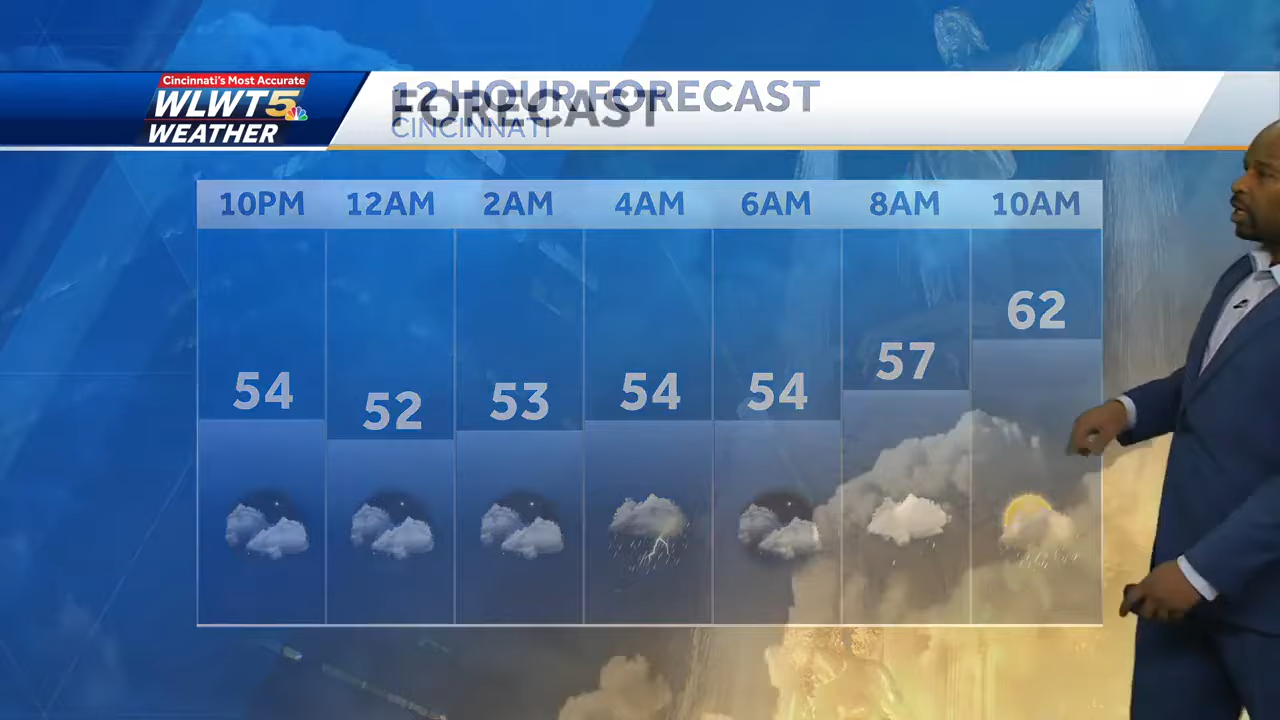 Cincinnati's Most Accurate
WLWT5
WEATHER
12 HOUR FORECAST
FORECAST
CINCINNATI
10PM 12AM 2AM 4AM 6AM 8AM 10AM
54 52 53 54 54 57 62